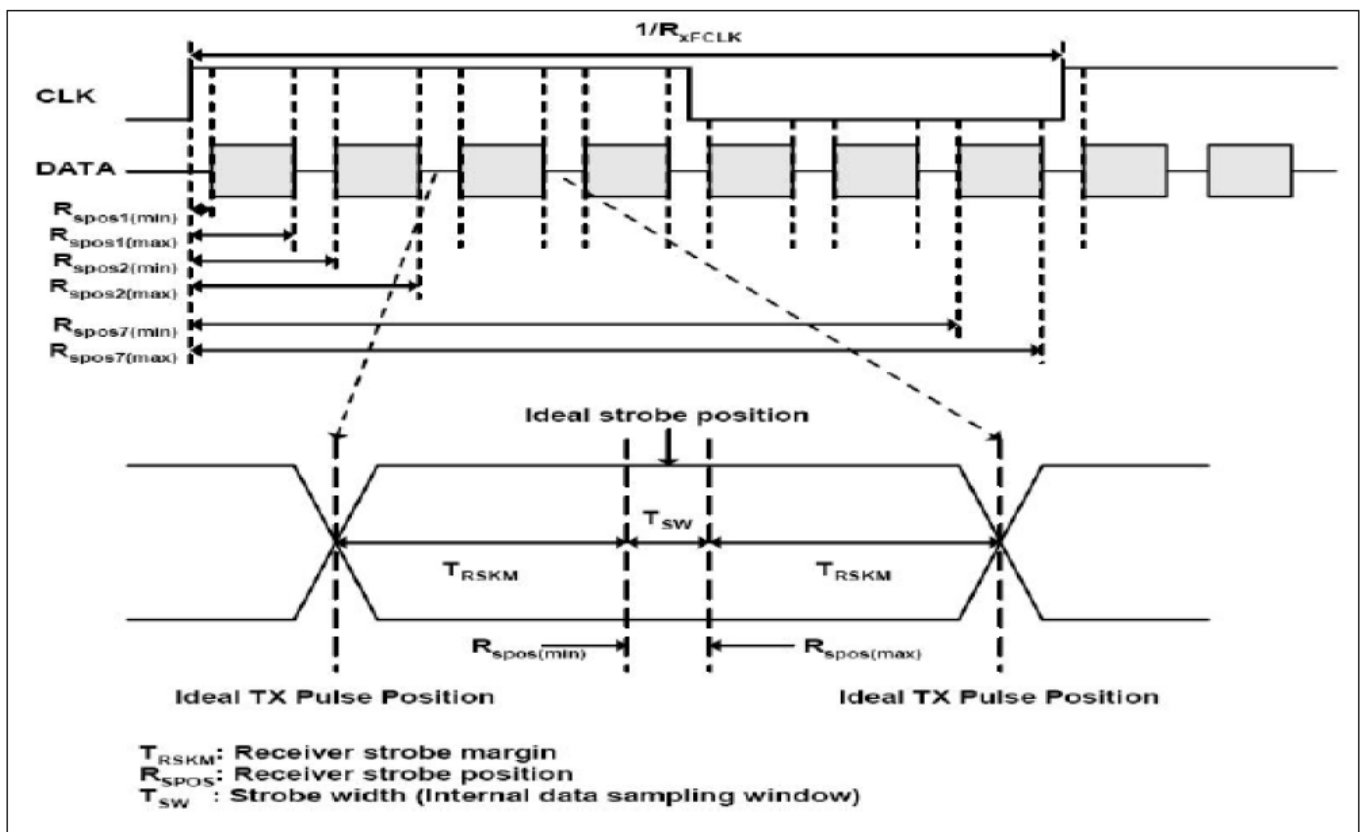 1/RxFCLK
CLK
DATA
Rspos1(min)
Rspos1(max)
Rspos2(min)
Rspos2(max)
Rspos7(min)
Rspos7(max)
Ideal strobe position
TSW
TRSKM TRSKM
Rspos(min) Rspos(max)
Ideal TX Pulse Position Ideal TX Pulse Position
TRSKM: Receiver strobe margin
RSPOS: Receiver strobe position
TSW : Strobe width (Internal data sampling window)